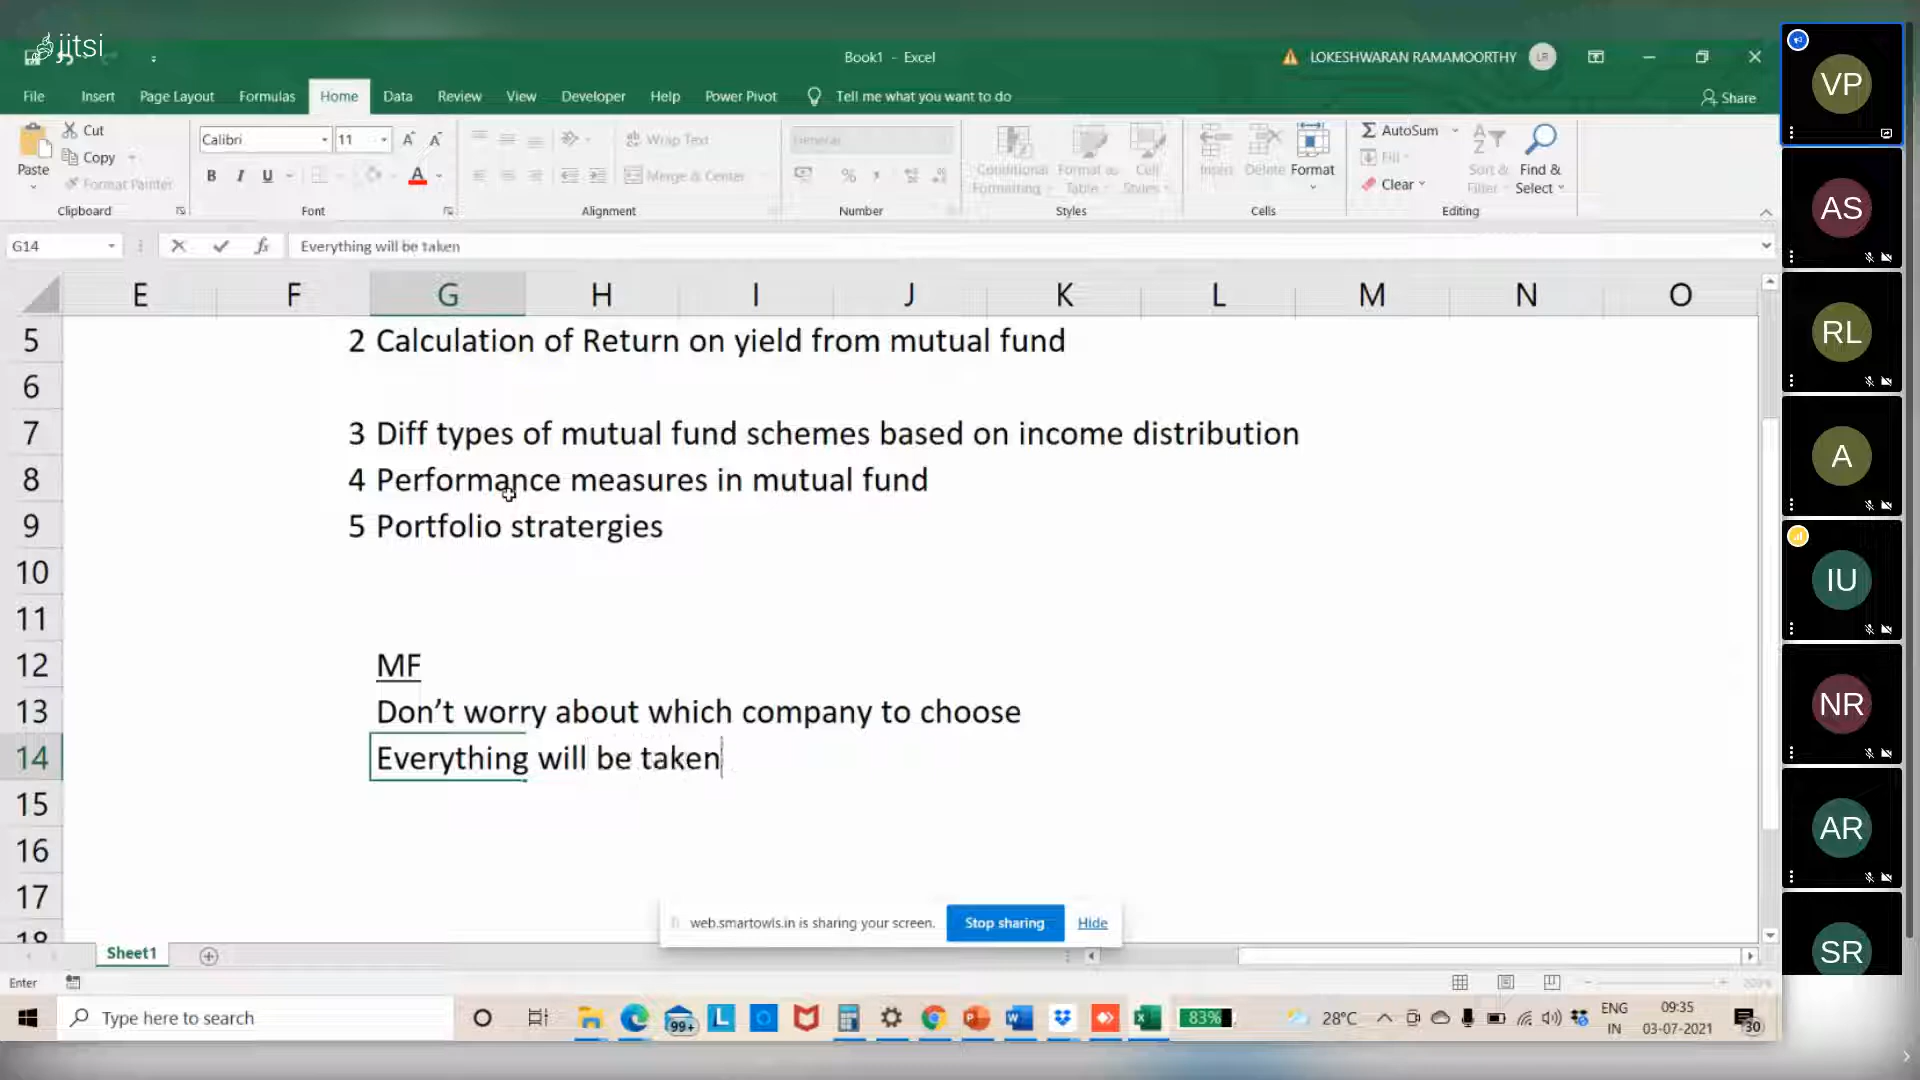 jitsi
Book1 - Excel
LOKESHWARAN RAMAMOORTHY
LR
File Insert Page Layout Formulas Home Data Review View Developer Help Power Pivot Tell me what you want to do
Share
Paste
Cut
Copy
Format Painter
Clipboard
Calibri 11
B I U A
Font
Wrap Text
Merge & Center
Alignment
General
%
Number
Conditional Formatting
Format as Table
Cell Styles
Styles
Insert Delete Format
Cells
AutoSum
Fill
Clear
Sort & Filter
Find & Select
Editing
G14
fx
Everything will be taken
E F G H I J K L M N O
5 2 Calculation of Return on yield from mutual fund
6
7 3 Diff types of mutual fund schemes based on income distribution
8 4 Performance measures in mutual fund
9 5 Portfolio stratergies
10
11
12 MF
13 Don’t worry about which company to choose
14 Everything will be taken
15
16
17
18
web.smartowls.in is sharing your screen. Stop sharing Hide
Sheet1
Enter
Type here to search
99+
83%
28°C
ENG
IN
09:35
03-07-2021
30
VP
AS
RL
A
IU
NR
AR
SR